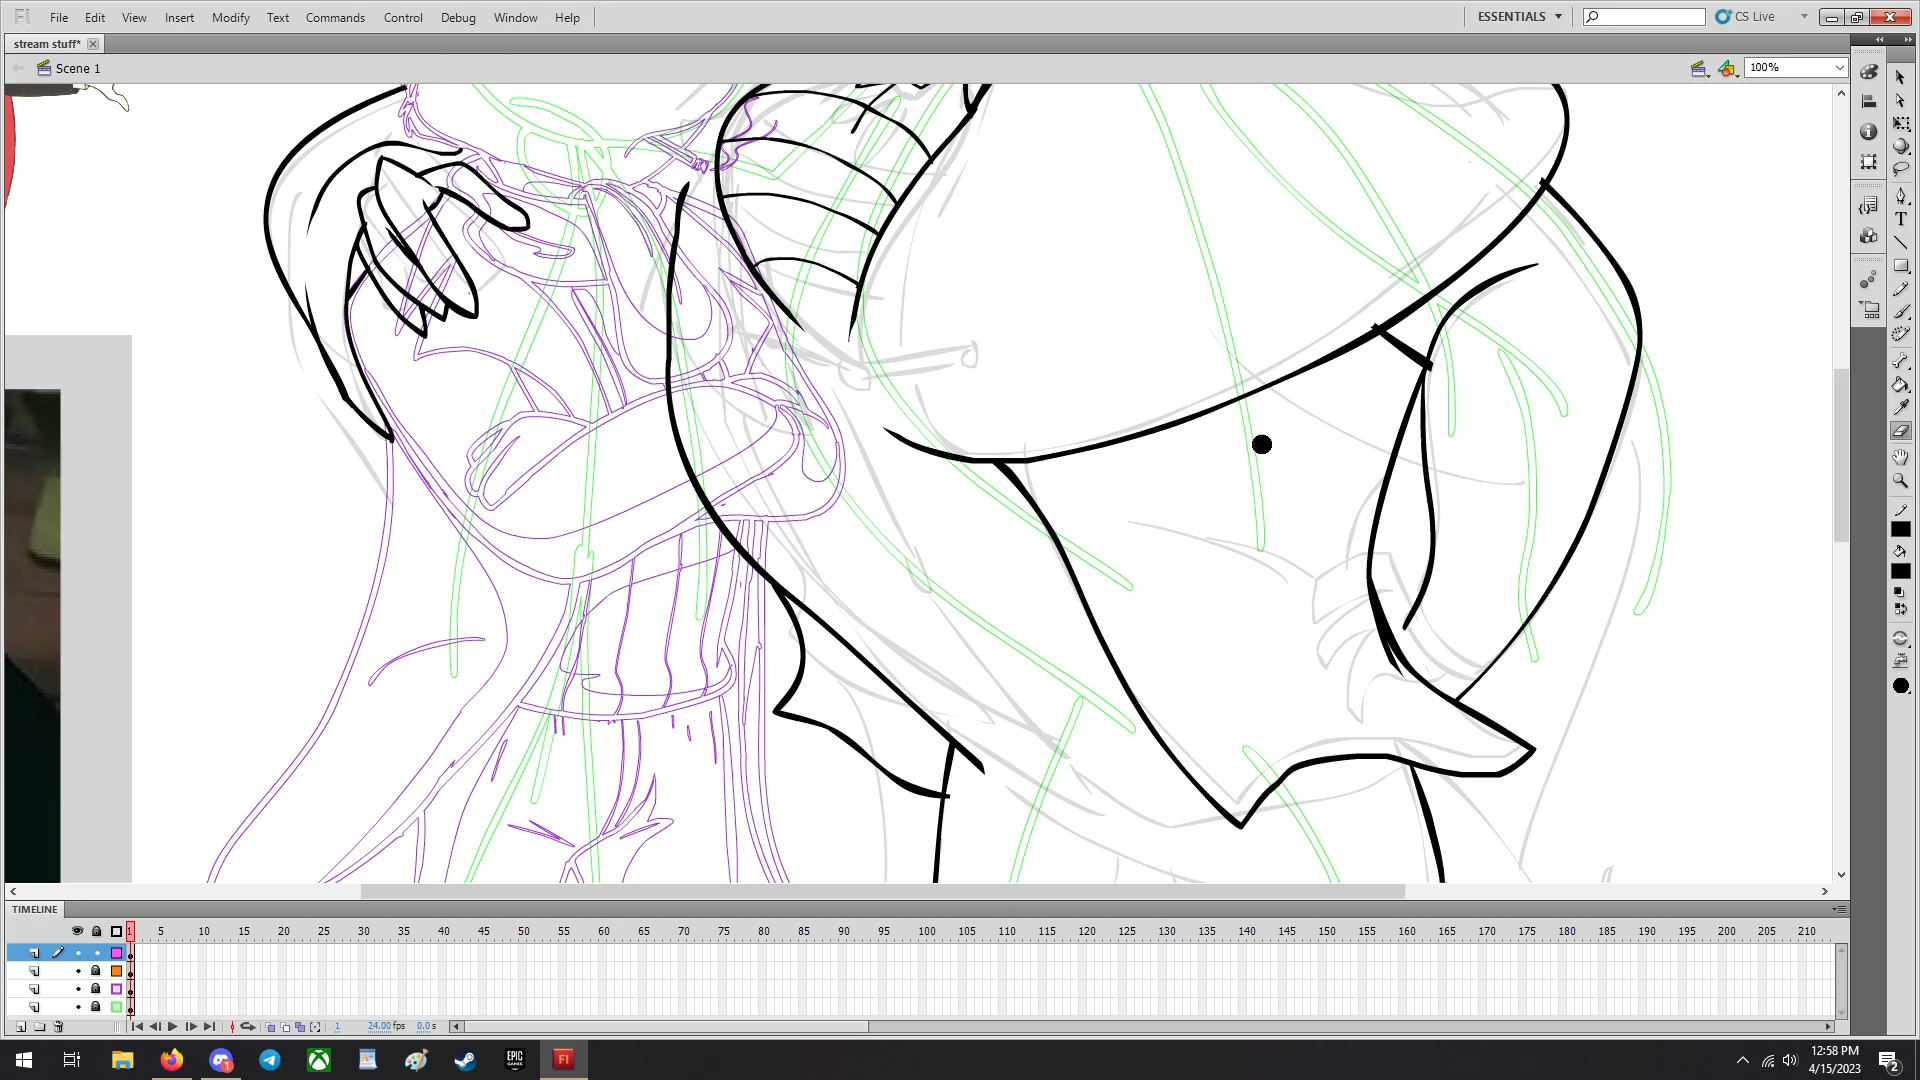 Fl File Edit View Insert Modify Text Commands Control Debug Window Help ESSENTIALS CS Live
stream stuff*
Scene 1 100%
T
TIMELINE
1 5 10 15 20 25 30 35 40 45 50 55 60 65 70 75 80 85 90 95 100 105 110 115 120 125 130 135 140 145 150 155 160 165 170 175 180 185 190 195 200 205 210
1 24.00 fps 0.0 s
1 EPIC GAMES Fl 12:58 PM
4/15/2023 2